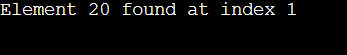 Element 20 found at index 1